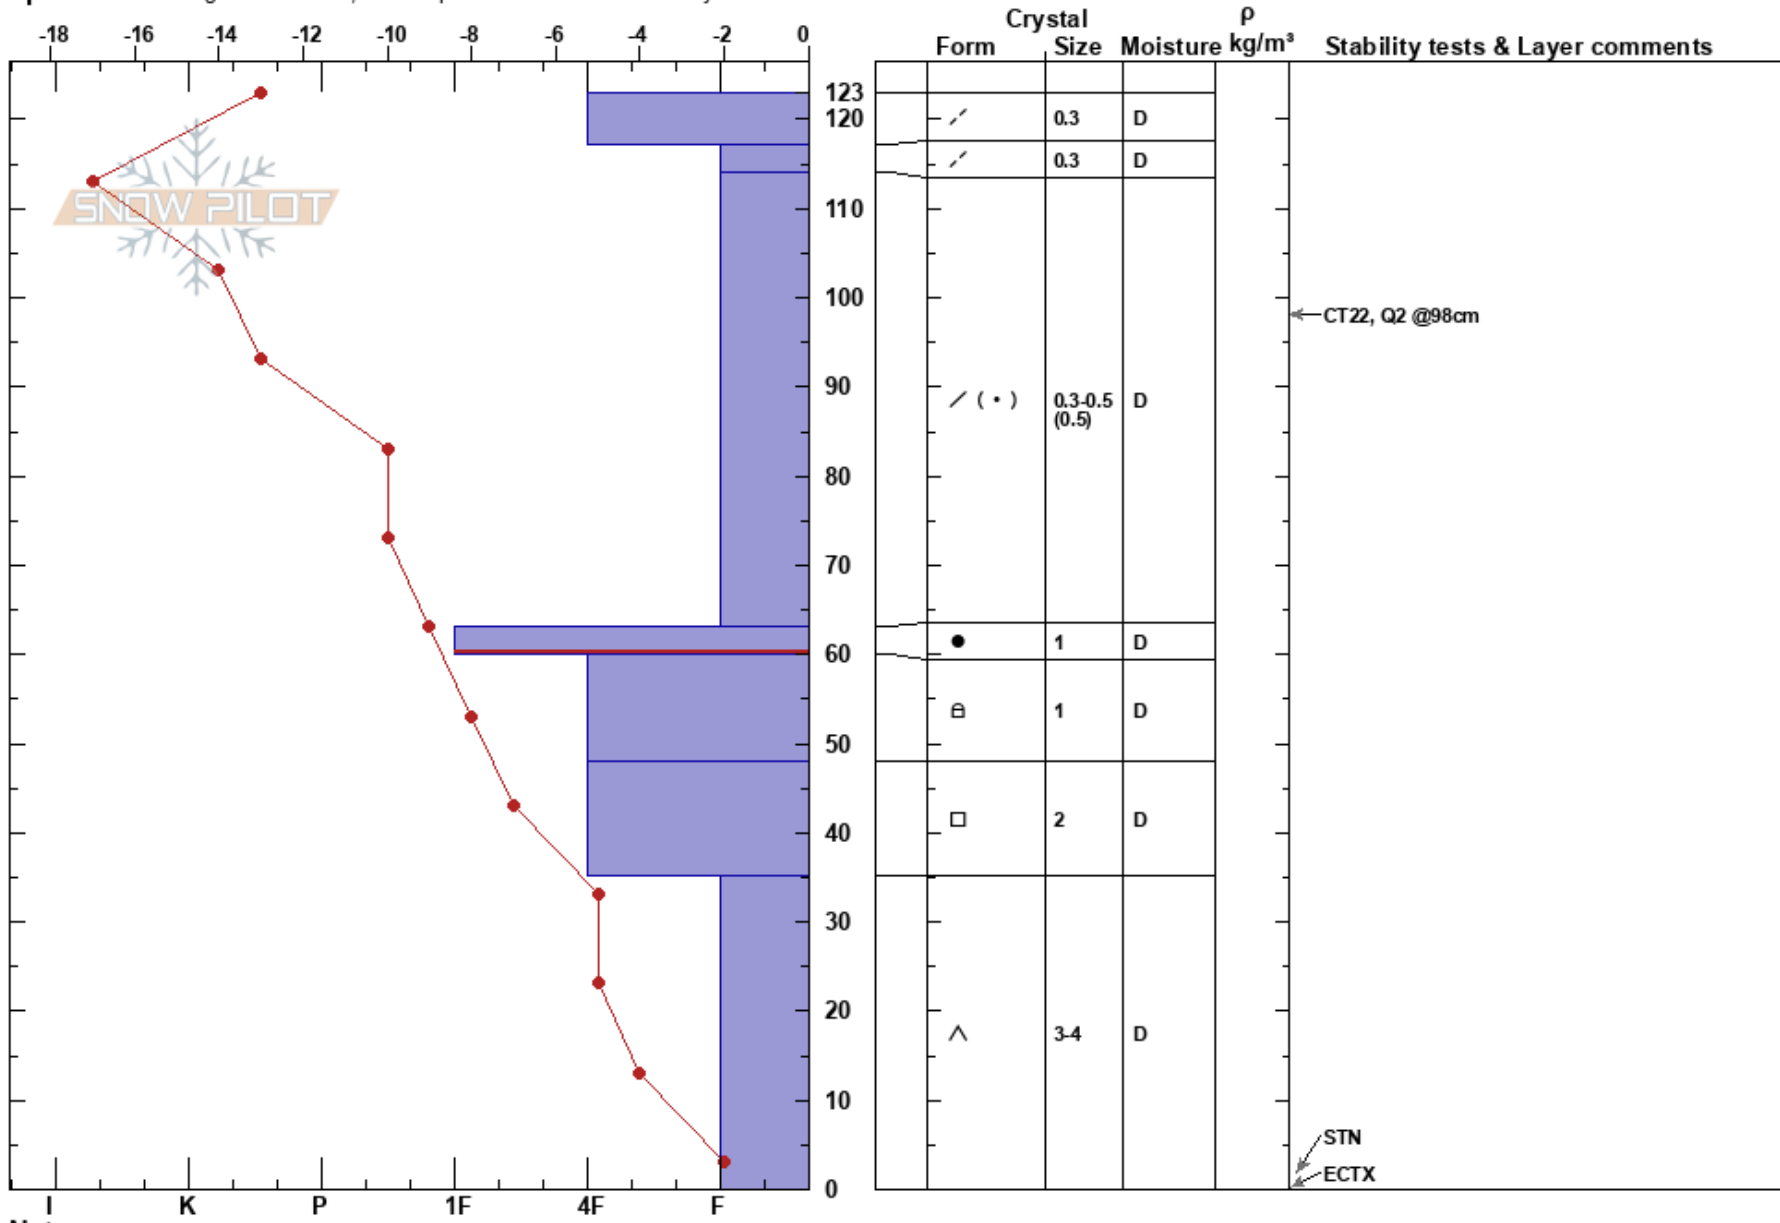 -18 -16 -14 -12 -10 -8 -6 -4 -2 0
Crystal ρ
Form Size Moisture kg/m³ Stability tests & Layer comments
123
120 0.3 D
0.3 D
SNOW PILOT
110
100
CT22, Q2 @98cm
90
( ) 0.3-0.5 D
(0.5)
80
70
1 D
60
1 D
50
40 2 D
30
20
3-4 D
10
STN
ECTX
0
I K P 1F 4F F